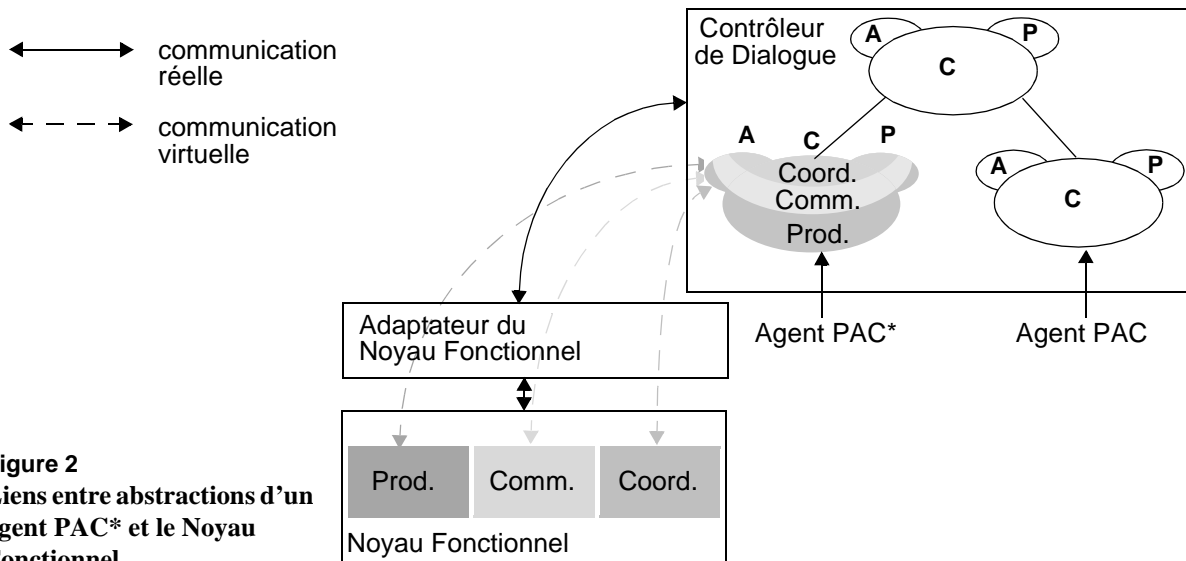 communication
réelle
communication
virtuelle
Contrôleur
de Dialogue
A
P
C
A
C
P
Coord.
Comm.
Prod.
A
P
C
Agent PAC*
Agent PAC
Adaptateur du
Noyau Fonctionnel
Prod.
Comm.
Coord.
Noyau Fonctionnel
igure 2
iens entre abstractions d’un
gent PAC* et le Noyau
onctionnel